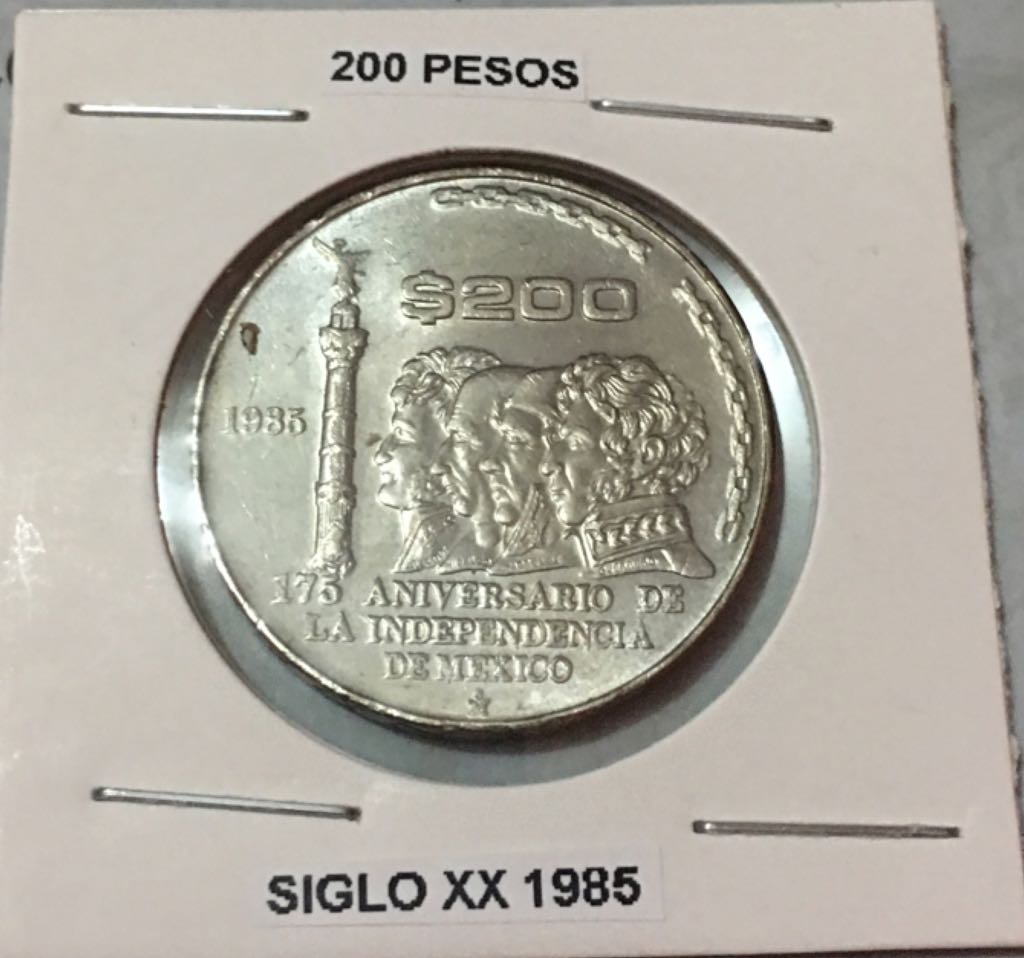 200 PESOS
$200
1985
175 ANIVERSARIO DE
LA INDEPENDENCIA
DE MEXICO
SIGLO XX 1985